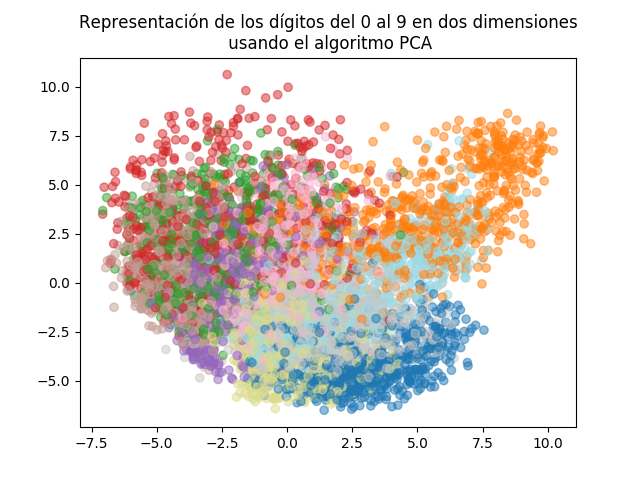 Representación de los dígitos del 0 al 9 en dos dimensiones
usando el algoritmo PCA
10.0
7.5
5.0
2.5
0.0
−2.5
−5.0
−7.5 −5.0 −2.5 0.0 2.5 5.0 7.5 10.0